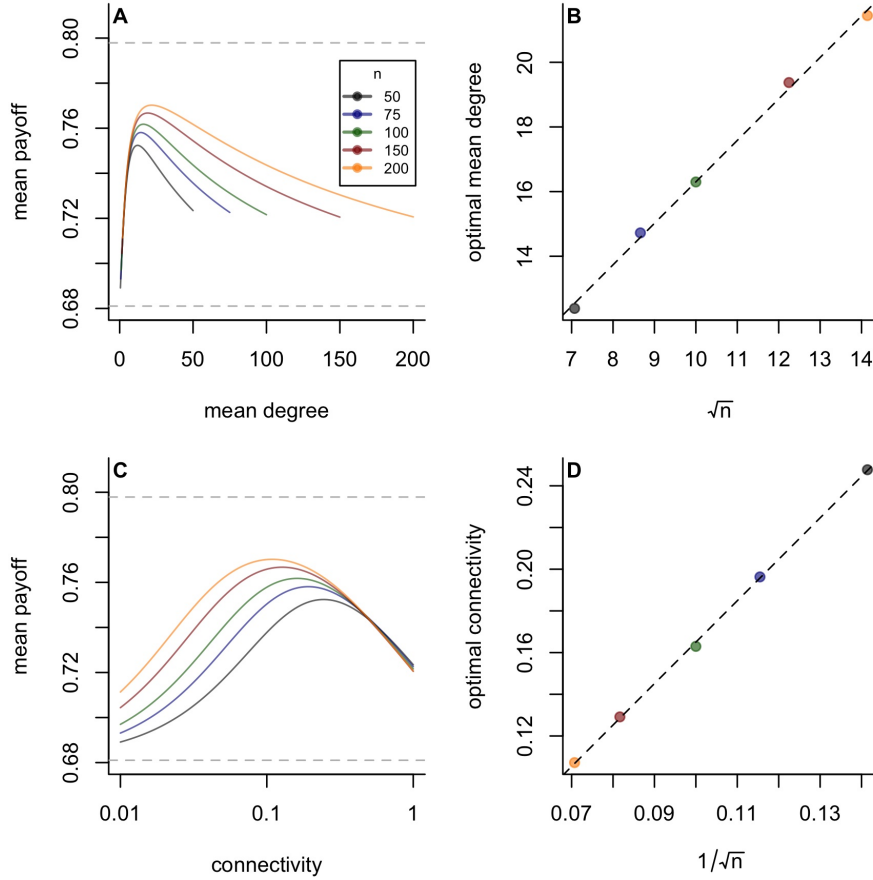 A
mean payoff
0.80
0.76
0.72
0.68
n
50
75
100
150
200
0 50 100 150 200
mean degree
B
optimal mean degree
20
18
16
14
7 8 9 10 11 12 13 14
√n
C
mean payoff
0.80
0.76
0.72
0.68
0.01 0.1 1
connectivity
D
optimal connectivity
0.24
0.20
0.16
0.12
0.07 0.09 0.11 0.13
1/√n